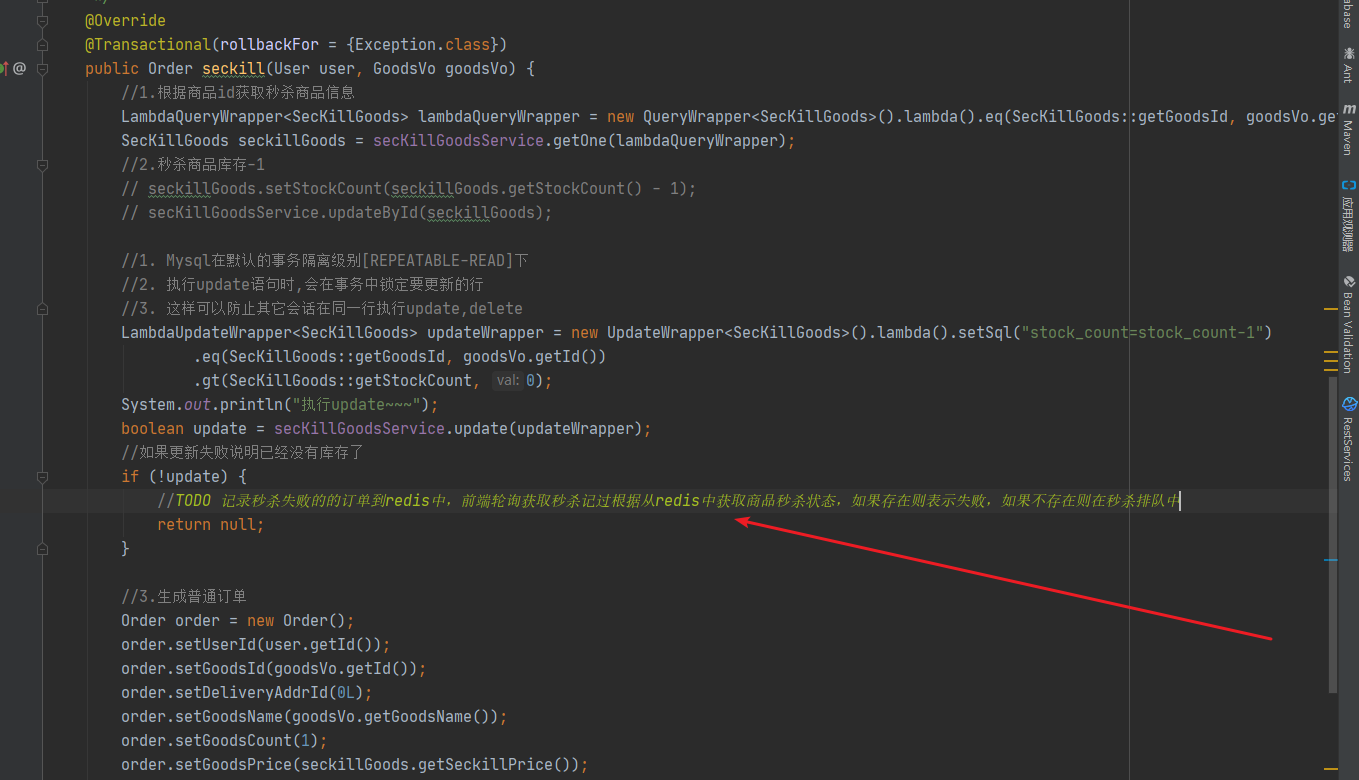 @Override
@Transactional(rollbackFor = {Exception.class})
public Order seckill(User user, GoodsVo goodsVo) {
//1.根据商品id获取秒杀商品信息
LambdaQueryWrapper<SecKillGoods> lambdaQueryWrapper = new QueryWrapper<SecKillGoods>().lambda().eq(SecKillGoods::getGoodsId, goodsVo.get
SecKillGoods seckillGoods = secKillGoodsService.getOne(lambdaQueryWrapper);
//2.秒杀商品库存-1
// seckillGoods.setStockCount(seckillGoods.getStockCount() - 1);
// secKillGoodsService.updateById(seckillGoods);
//1. Mysql在默认的事务隔离级别[REPEATABLE-READ]下
//2. 执行update语句时,会在事务中锁定要更新的行
//3. 这样可以防止其它会话在同一行执行update,delete
LambdaUpdateWrapper<SecKillGoods> updateWrapper = new UpdateWrapper<SecKillGoods>().lambda().setSql("stock_count=stock_count-1")
.eq(SecKillGoods::getGoodsId, goodsVo.getId())
.gt(SecKillGoods::getStockCount, val: 0);
System.out.println("执行update~~~");
boolean update = secKillGoodsService.update(updateWrapper);
//如果更新失败说明已经没有库存了
if (!update) {
//TODO 记录秒杀失败的的订单到redis中，前端轮询获取秒杀记过根据从redis中获取商品秒杀状态，如果存在则表示失败，如果不存在则在秒杀排队中
return null;
}
//3.生成普通订单
Order order = new Order();
order.setUserId(user.getId());
order.setGoodsId(goodsVo.getId());
order.setDeliveryAddrId(0L);
order.setGoodsName(goodsVo.getGoodsName());
order.setGoodsCount(1);
order.setGoodsPrice(seckillGoods.getSeckillPrice());
@
abase
Ant
m
Maven
应用观测器
Bean Validation
RestServices